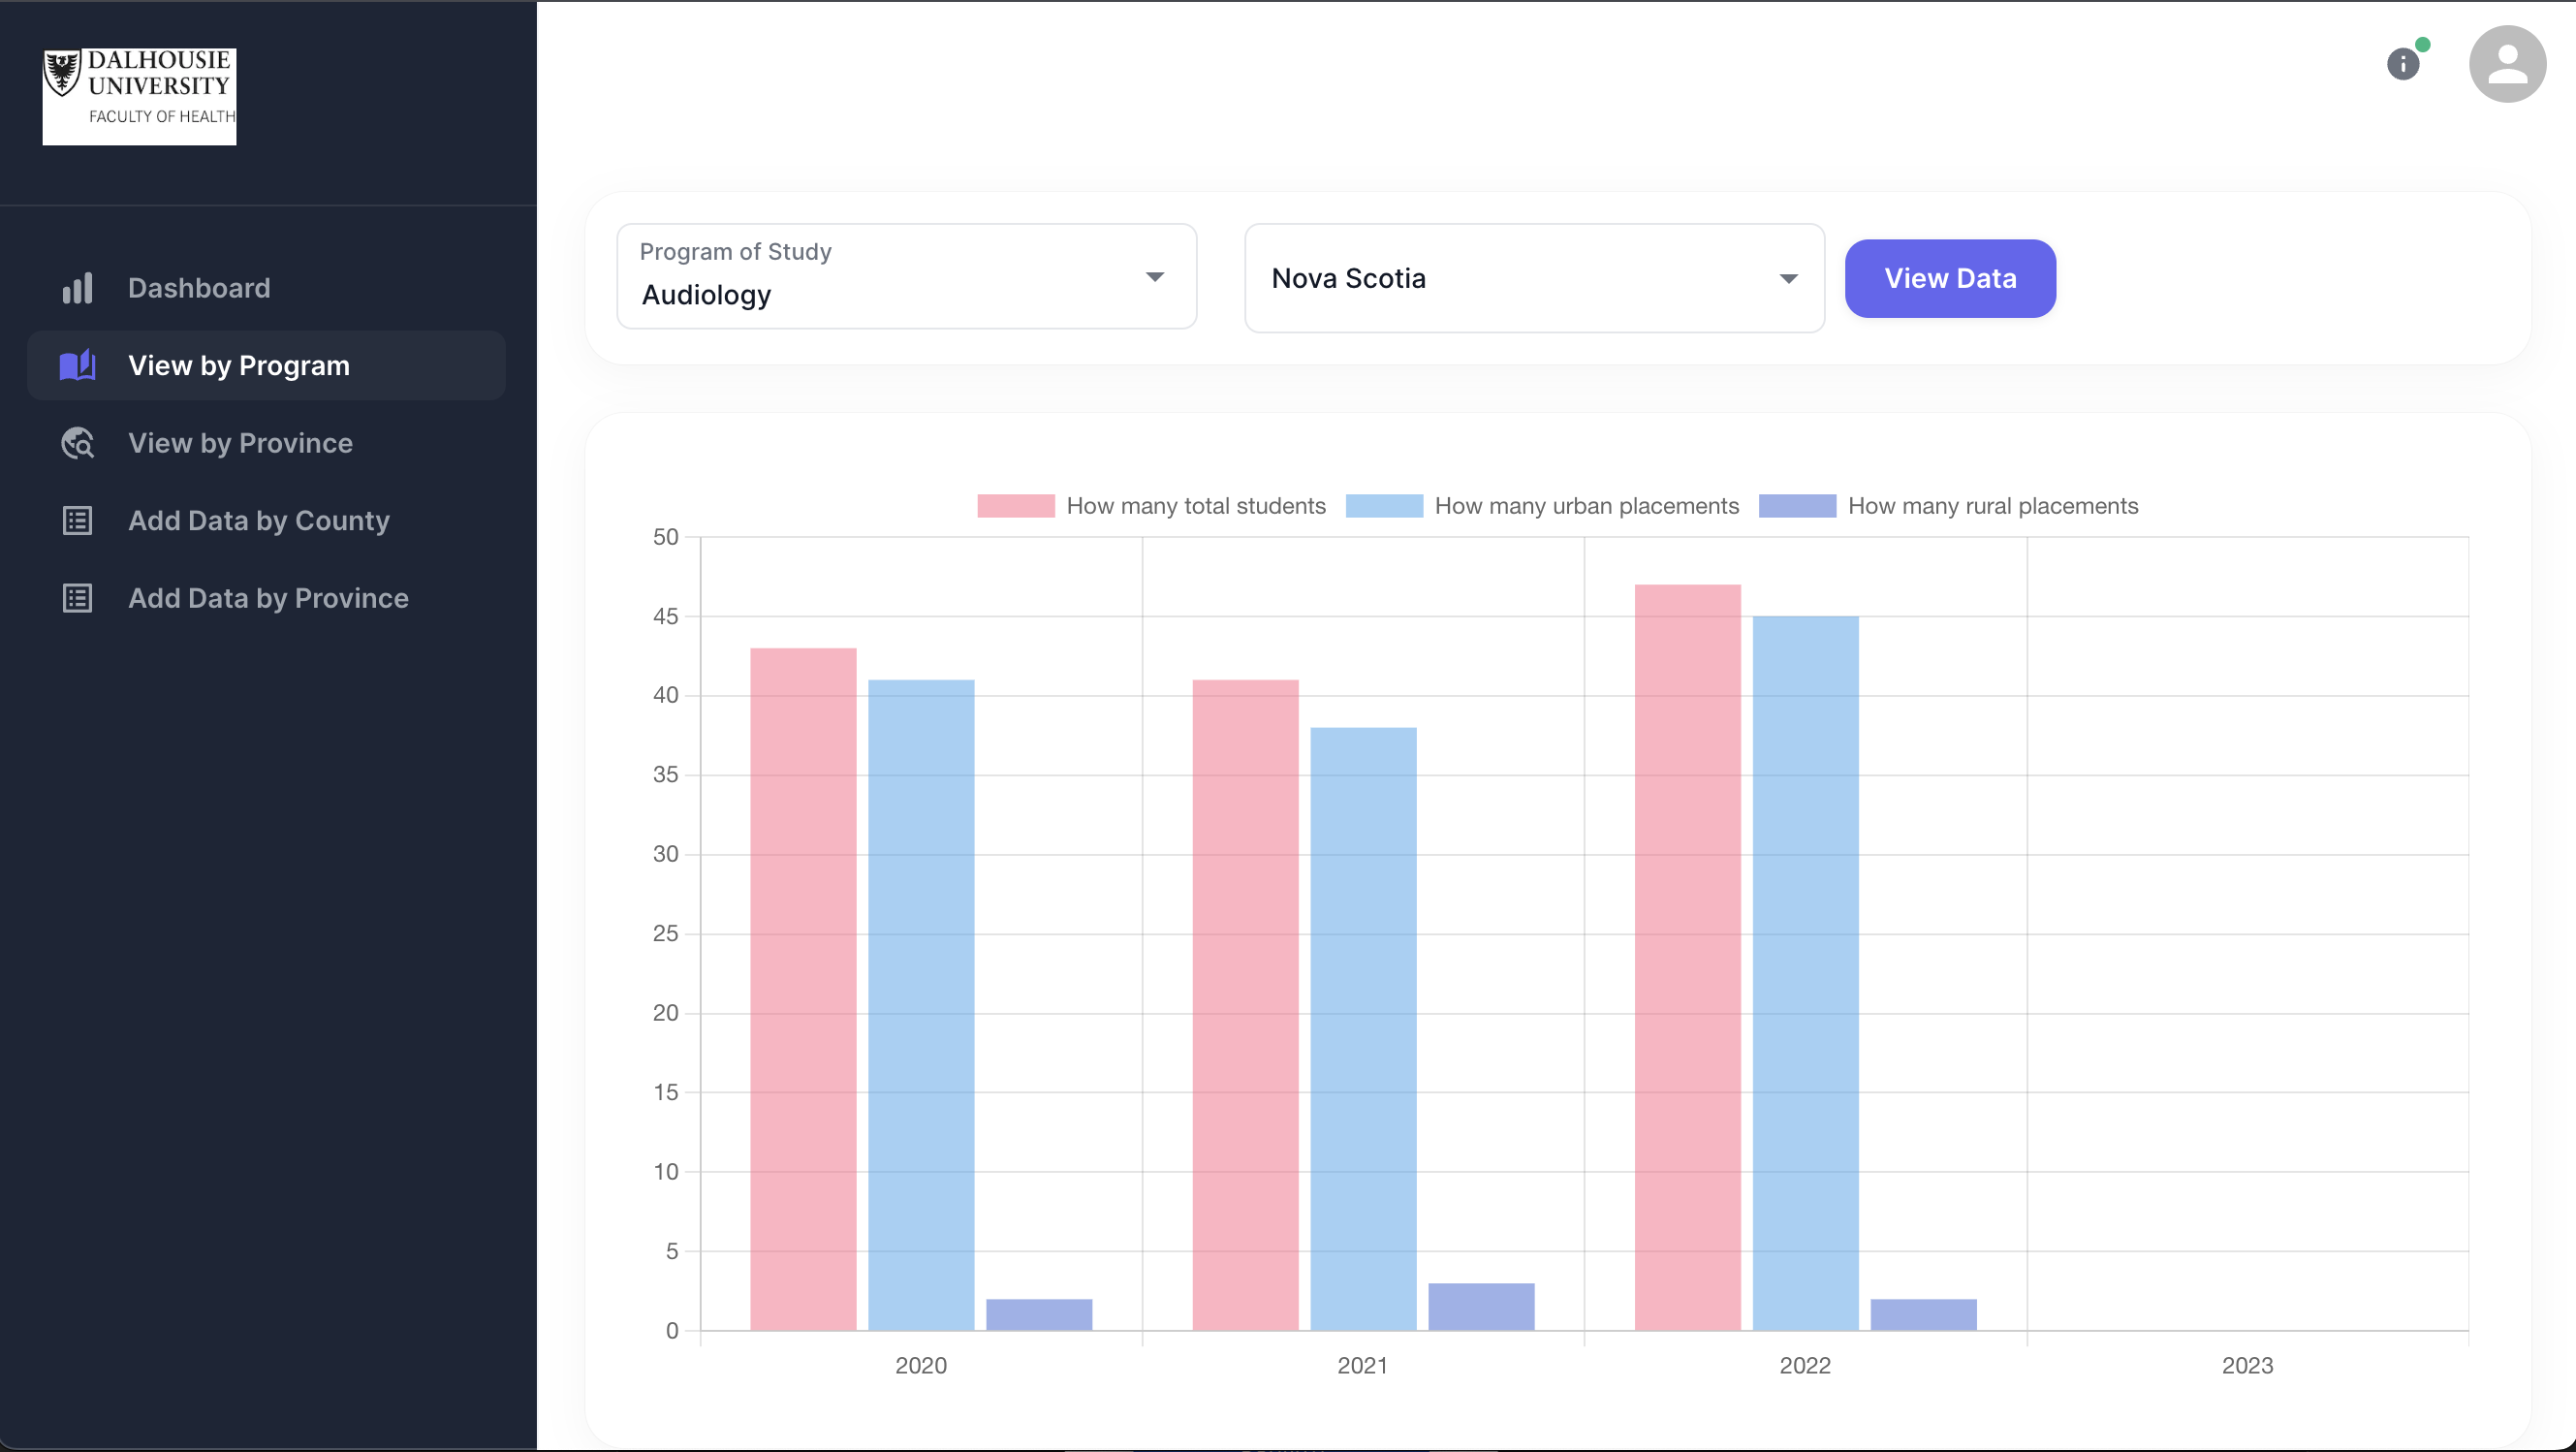 DALHOUSIE
UNIVERSITY
FACULTY OF HEALTH
Dashboard
View by Program
View by Province
Add Data by County
Add Data by Province
Program of Study
Audiology
Nova Scotia
View Data
How many total students How many urban placements How many rural placements
50
45
40
35
30
25
20
15
10
5
0
2020 2021 2022 2023